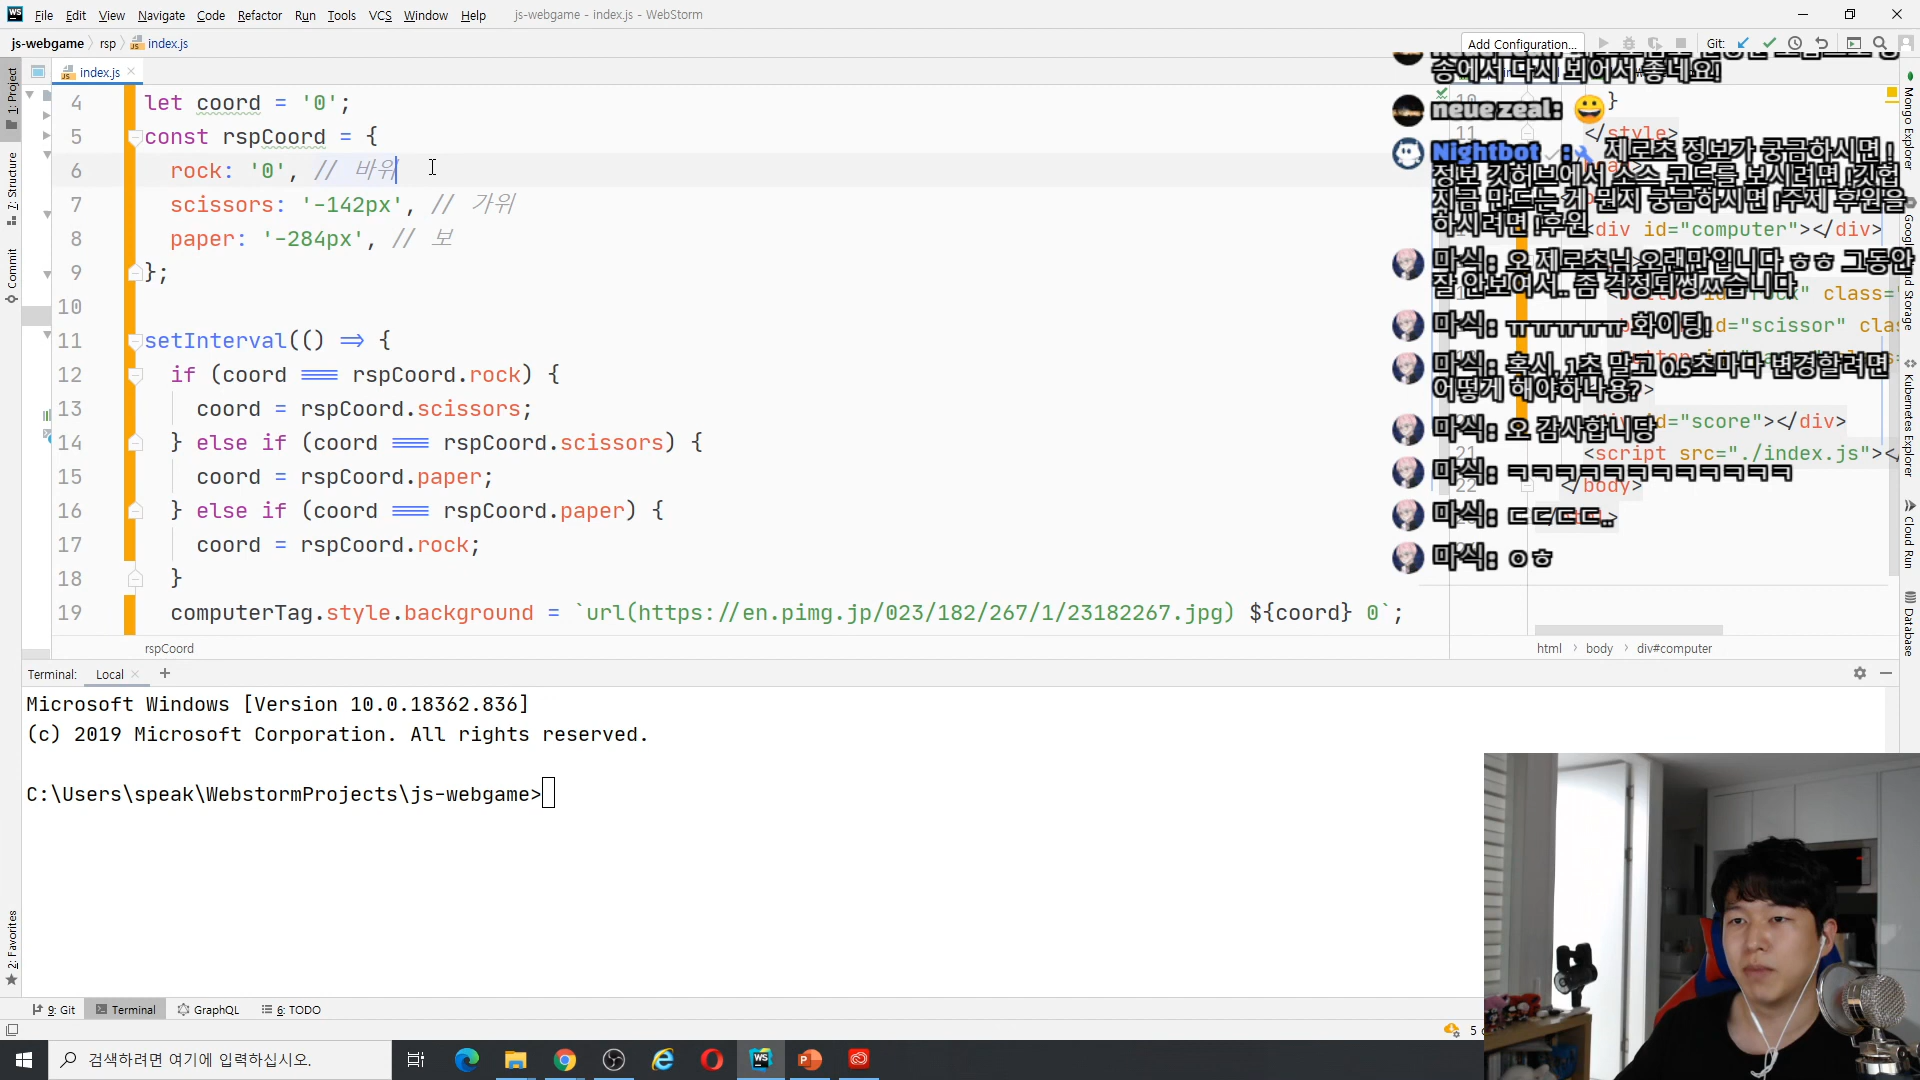 File Edit View Navigate Code Refactor Run Tools VCS Window Help js-webgame - index.js - WebStorm
js-webgame rsp index.js
Add Configuration...
Git:
index.js
4 let coord = '0';
5 const rspCoord = {
6 rock: '0', // 바위
7 scissors: '-142px', // 가위
8 paper: '-284px', // 보
9 };
10
11 setInterval(() => {
12 if (coord === rspCoord.rock) {
13 coord = rspCoord.scissors;
14 } else if (coord === rspCoord.scissors) {
15 coord = rspCoord.paper;
16 } else if (coord === rspCoord.paper) {
17 coord = rspCoord.rock;
18 }
19 computerTag.style.background = `url(https://en.pimg.jp/023/182/267/1/23182267.jpg) ${coord} 0`;
rspCoord
송에서 다시 뵈어서 좋네요!
neue zeal: 😀
Nightbot : 제로초 정보가 궁금하시면 !
정보 깃허브에서 소스 코드를 보시려면 !깃헙
지금 만드는 게 뭔지 궁금하시면 !주제 후원을
하시려면 !후원
마식: 오 제로초님 오랜만입니다 ㅎㅎ 그동안
잘 안보여서.. 좀 걱정되썽ㅆ습니다
마식: ㅠㅠㅠㅠㅠ 화이팅!
마식: 혹시, 1초 말고 0.5초마다 변경할려면
어떻게 해야하나용?
마식: 오 감사합니당
마식: ㅋㅋㅋㅋㅋㅋㅋㅋㅋㅋㅋㅋ
마식: ㄷㄷㄷㄷ..
마식: ㅇㅎ
}
11 </style>
<div id="computer"></div>
class=
id="scissor" clas
id="score"></div>
21 <script src="./index.js"></
22 </body>
html body div#computer
1: Project
7: Structure
Commit
2: Favorites
Mongo Explorer
Kubernetes Explorer
Cloud Run
Database
Terminal: Local +
Microsoft Windows [Version 10.0.18362.836]
(c) 2019 Microsoft Corporation. All rights reserved.
C:\Users\speak\WebstormProjects\js-webgame>
9: Git Terminal GraphQL 6: TODO
검색하려면 여기에 입력하십시오.